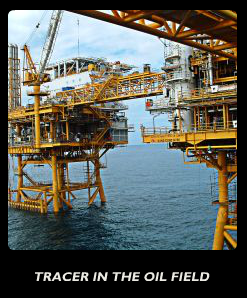 TRACER IN THE OIL FIELD